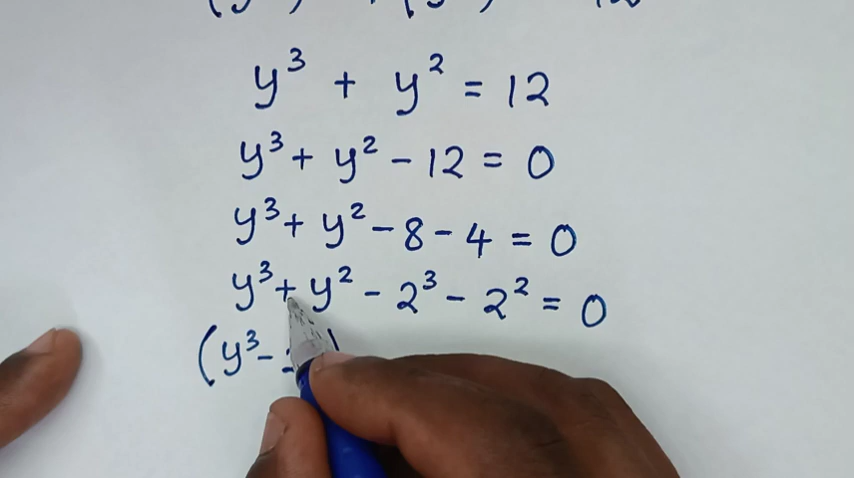 y³ + y² = 12
y³ + y² - 12 = 0
y³ + y² - 8 - 4 = 0
y³ + y² - 2³ - 2² = 0
(y³ -